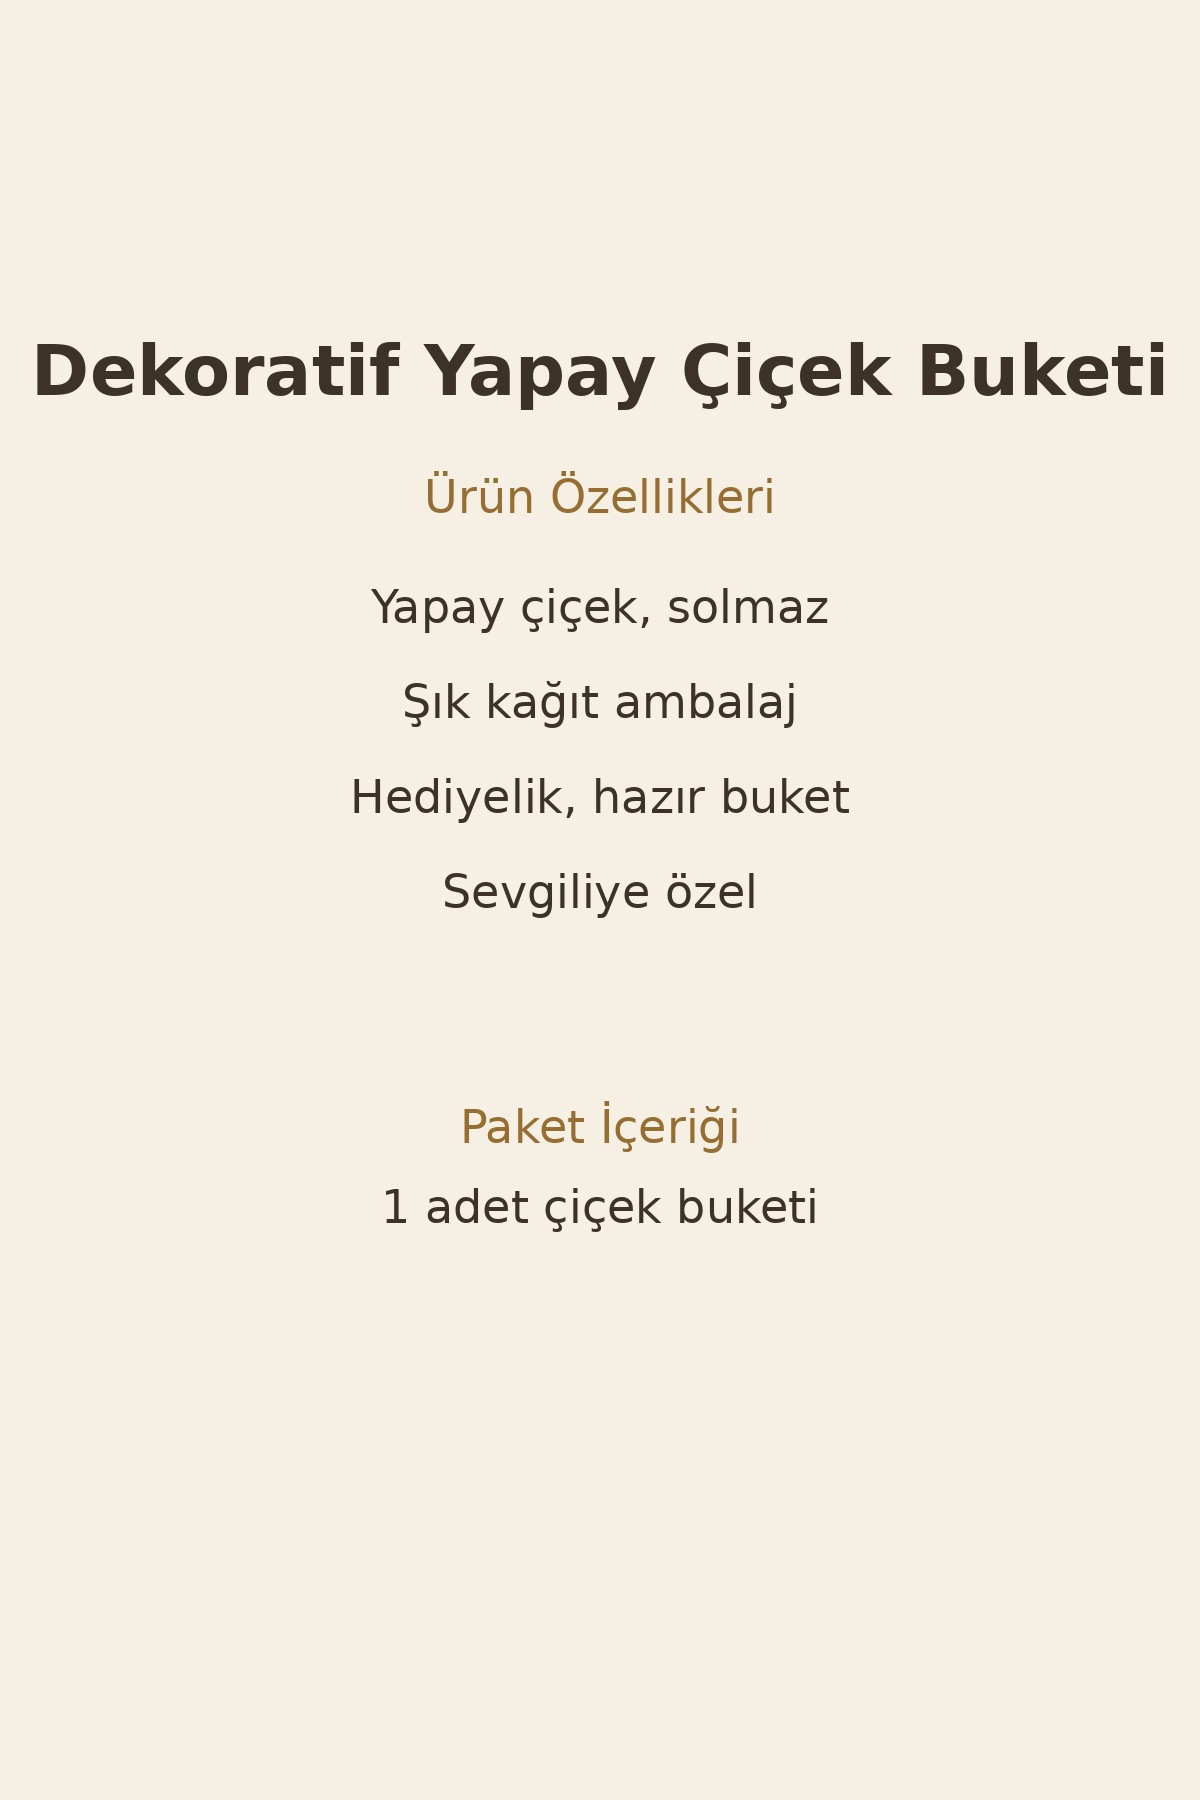 Dekoratif Yapay Çiçek Buketi
Ürün Özellikleri
Yapay çiçek, solmaz
Şık kağıt ambalaj
Hediyelik, hazır buket
Sevgiliye özel
Paket İçeriği
1 adet çiçek buketi